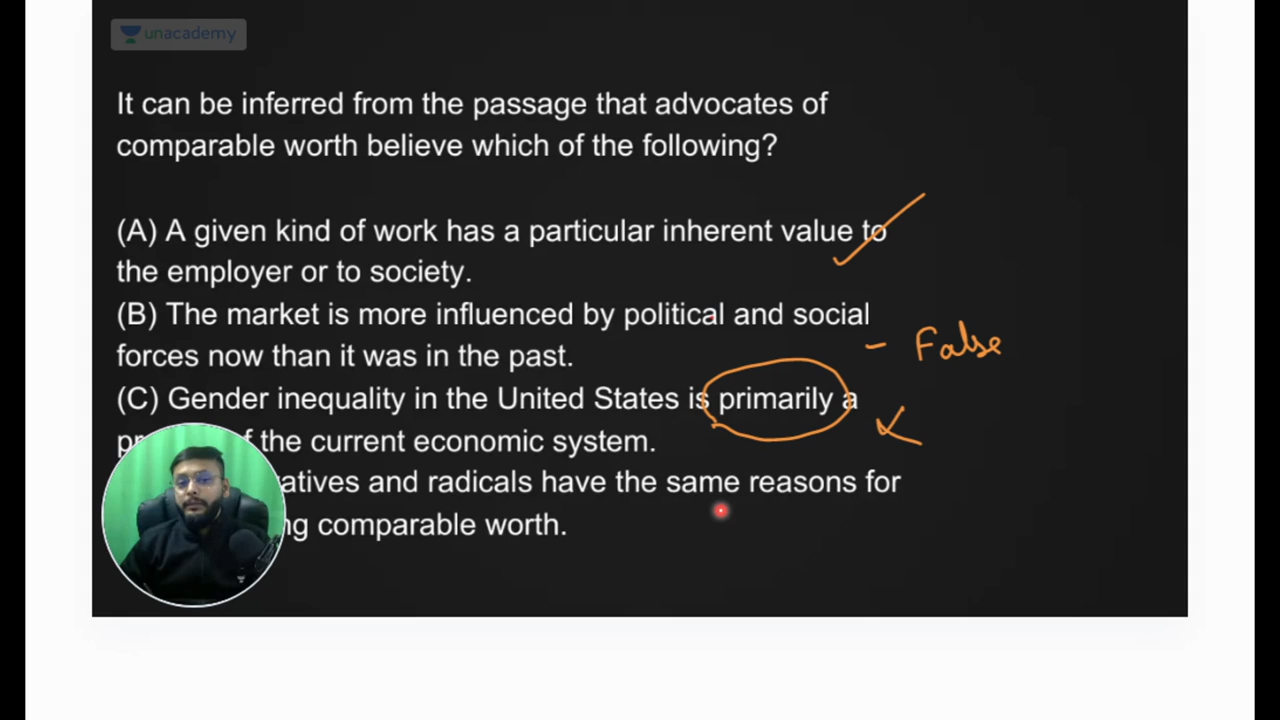 unacademy
It can be inferred from the passage that advocates of
comparable worth believe which of the following?
(A) A given kind of work has a particular inherent value to
the employer or to society.
(B) The market is more influenced by political and social
forces now than it was in the past.
- False
(C) Gender inequality in the United States is primarily a
the current economic system.
and radicals have the same reasons for
comparable worth.